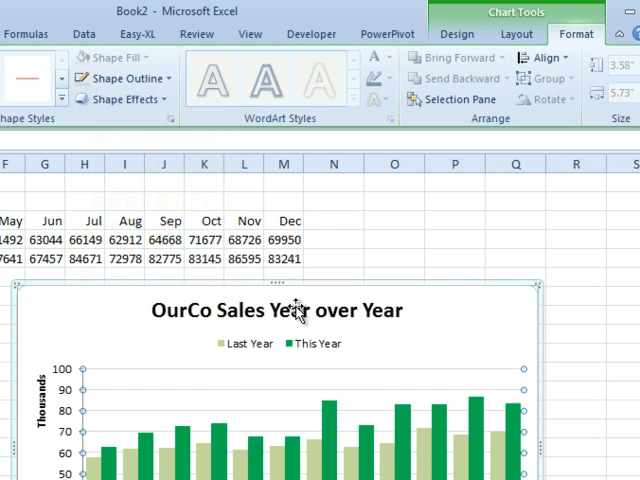 Book2 - Microsoft Excel
Chart Tools
Formulas Data Easy-XL Review View Developer PowerPivot Design Layout Format
Shape Fill
Shape Outline
Shape Effects
hape Styles
A A A
WordArt Styles
A
A
Bring Forward
Send Backward
Selection Pane
Align
Group
Rotate
Arrange
3.58"
5.73"
Size
F G H I J K L M N O P Q R S
May Jun Jul Aug Sep Oct Nov Dec
1492 63044 66149 62912 64668 71677 68726 69950
7641 67457 84671 72978 82775 83145 86595 83241
OurCo Sales Year over Year
Last Year This Year
Thousands
100
90
80
70
60
50